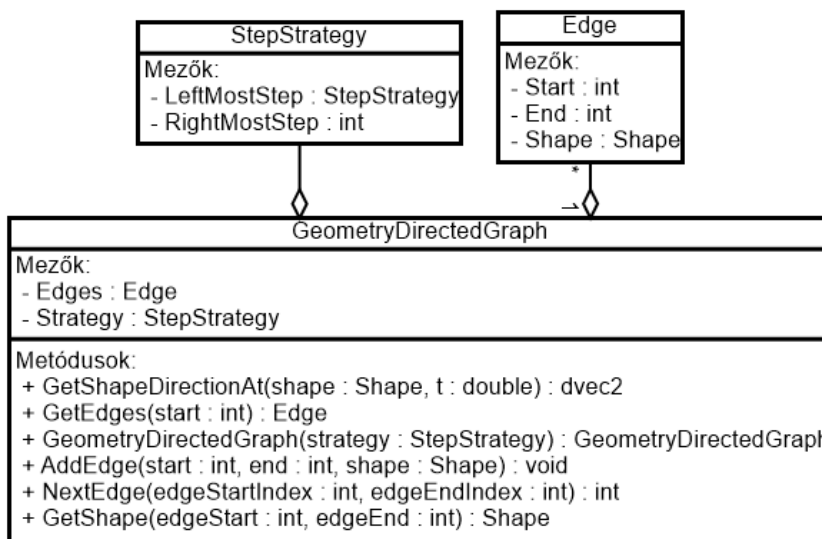 StepStrategy
Mezők:
- LeftMostStep : StepStrategy
- RightMostStep : int
Edge
Mezők:
- Start : int
- End : int
- Shape : Shape
*
1
GeometryDirectedGraph
Mezők:
- Edges : Edge
- Strategy : StepStrategy
Metódusok:
+ GetShapeDirectionAt(shape : Shape, t : double) : dvec2
+ GetEdges(start : int) : Edge
+ GeometryDirectedGraph(strategy : StepStrategy) : GeometryDirectedGraph
+ AddEdge(start : int, end : int, shape : Shape) : void
+ NextEdge(edgeStartIndex : int, edgeEndIndex : int) : int
+ GetShape(edgeStart : int, edgeEnd : int) : Shape